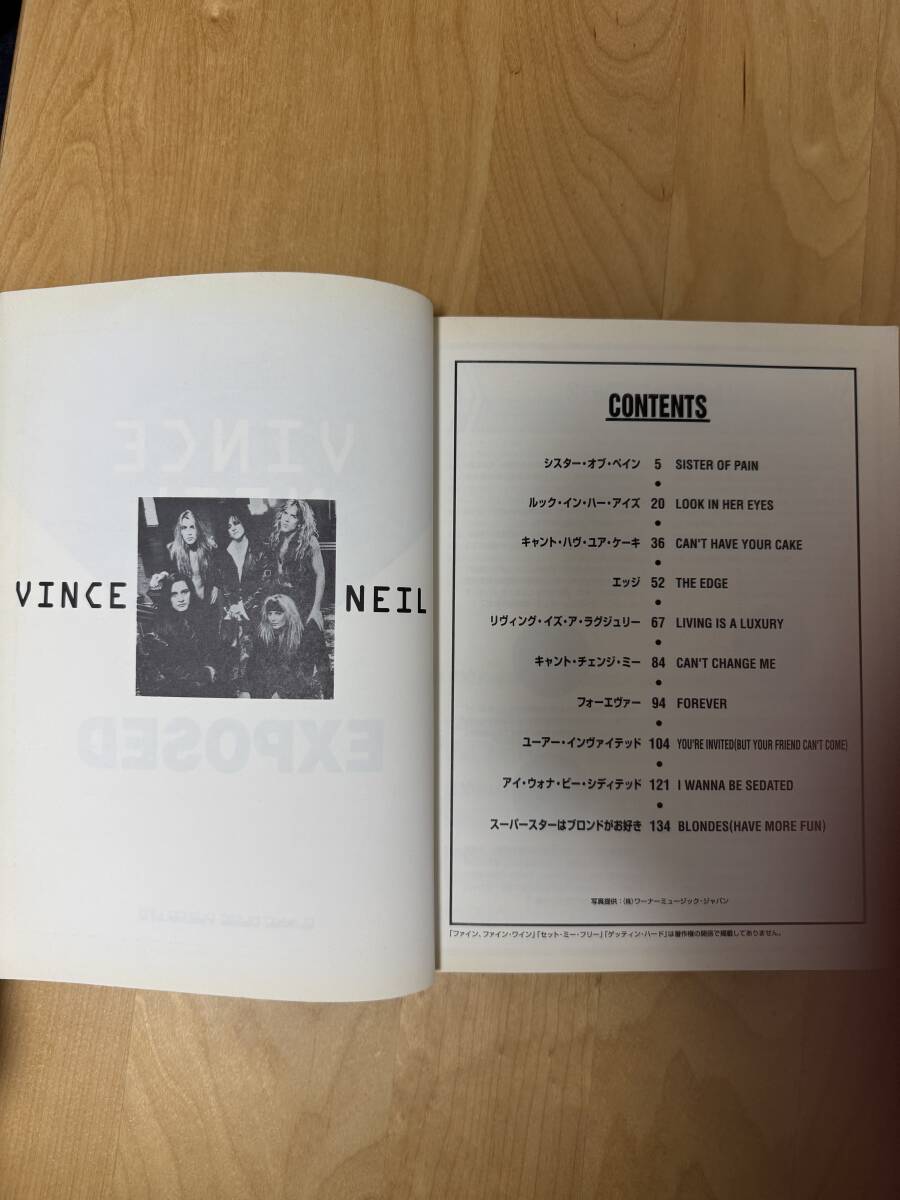 VINCE NEIL
VINCE
EXPOSED
CONTENTS
シスター・オブ・ペイン 5 SISTER OF PAIN
ルック・イン・ハー・アイズ 20 LOOK IN HER EYES
キャント・ハヴ・ユア・ケーキ 36 CAN'T HAVE YOUR CAKE
エッジ 52 THE EDGE
リヴィング・イズ・ア・ラグジュリー 67 LIVING IS A LUXURY
キャント・チェンジ・ミー 84 CAN'T CHANGE ME
フォーエヴァー 94 FOREVER
ユーアー・インヴァイテッド 104 YOU'RE INVITED(BUT YOUR FRIEND CAN'T COME)
アイ・ウォナ・ビー・シディテッド 121 I WANNA BE SEDATED
スーパースターはブロンドがお好き 134 BLONDES(HAVE MORE FUN)
写真提供：(株)ワーナーミュージック・ジャパン
「ファイン、ファイン・ワイン」「セット・ミー・フリー」「ゲッティン・ハード」は著作権の関係で掲載してありません。